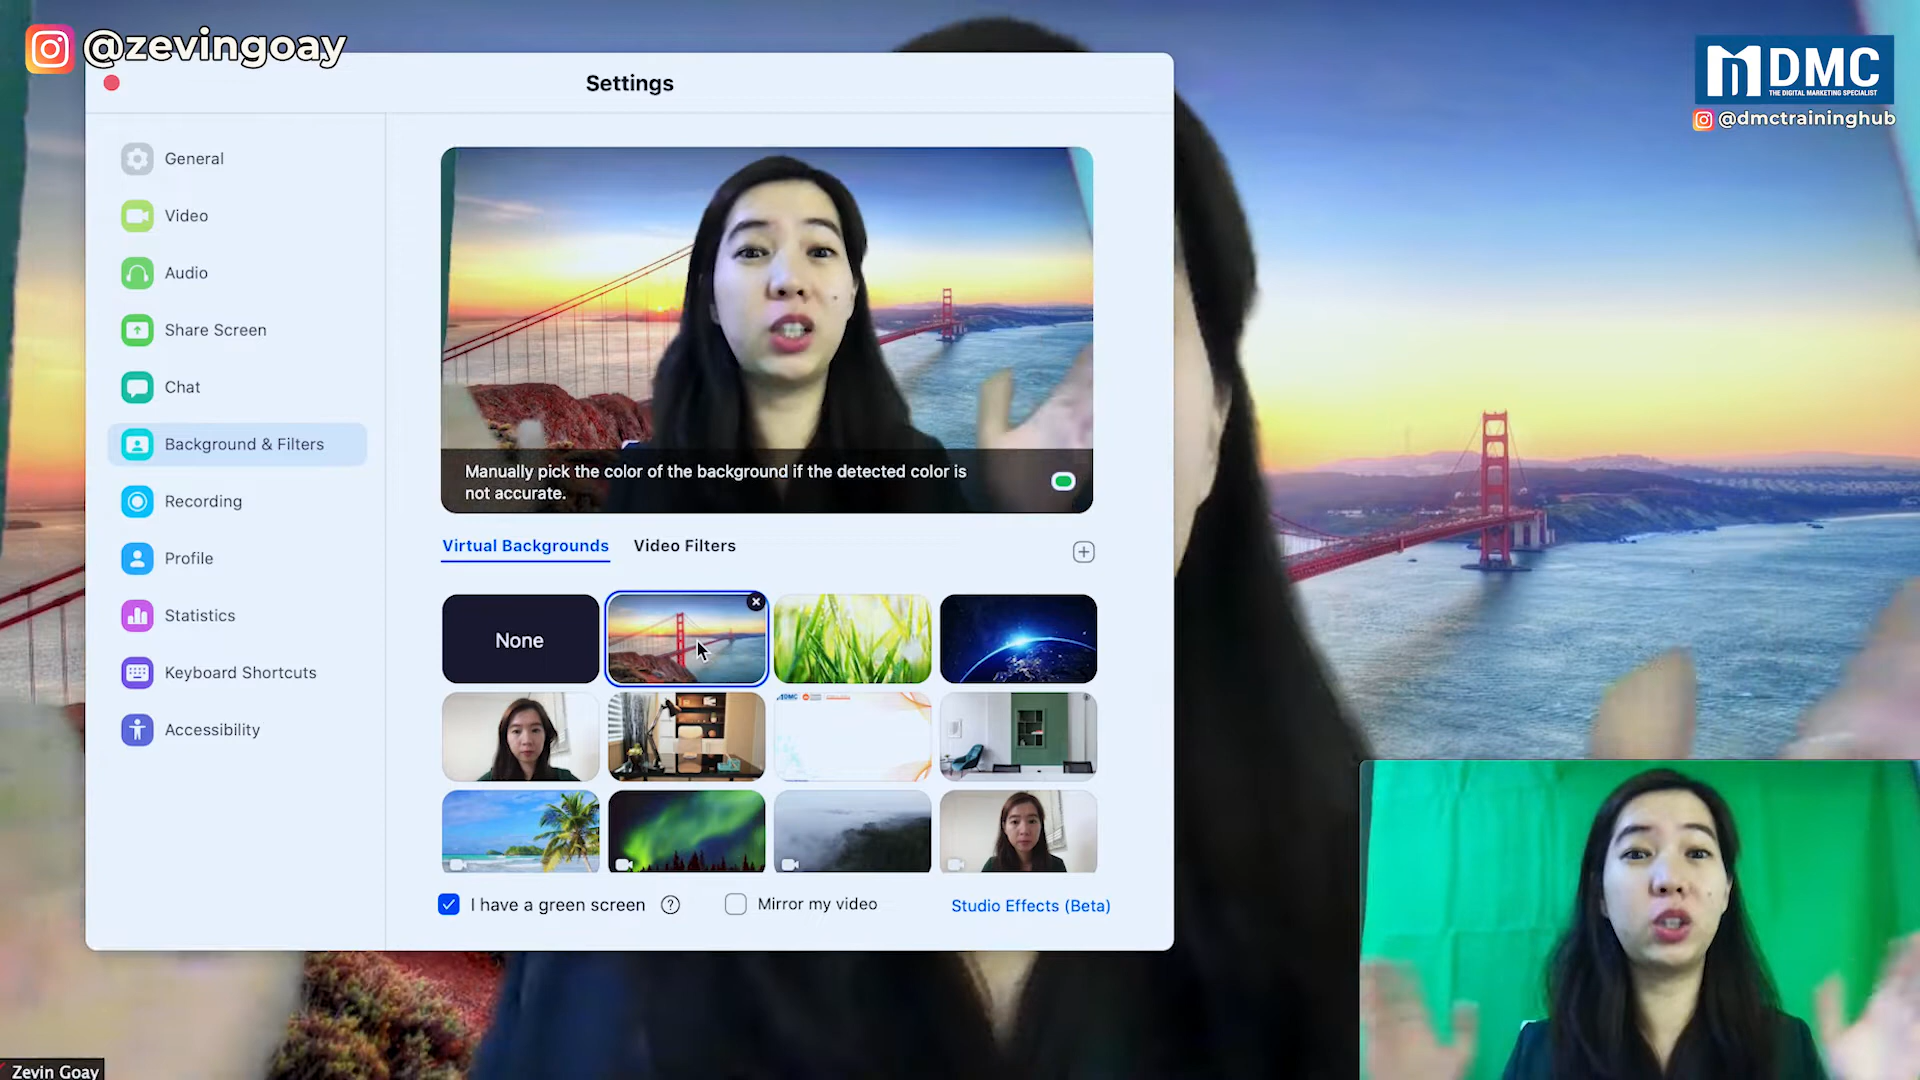 @zevingoay
DMC
THE DIGITAL MARKETING SPECIALIST
@dmctraininghub
Settings
General
Video
Audio
Share Screen
Chat
Background & Filters
Recording
Profile
Statistics
Keyboard Shortcuts
Accessibility
Manually pick the color of the background if the detected color is
not accurate.
Virtual Backgrounds
Video Filters
None
DMC
I have a green screen
Mirror my video
Studio Effects (Beta)
Zevin Goay